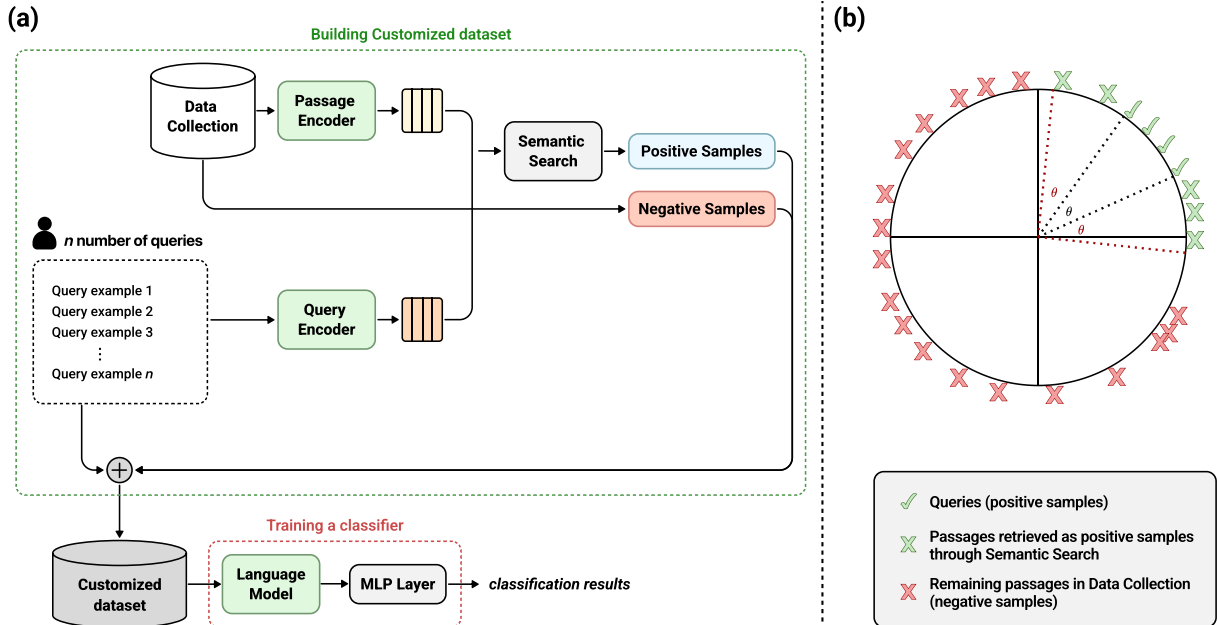 (a)
Building Customized dataset
Data
Collection
Passage
Encoder
Semantic
Search
Positive Samples
Negative Samples
n number of queries
Query example 1
Query example 2
Query example 3
⋮
Query example n
Query
Encoder
+
Training a classifier
Customized
dataset
Language
Model
MLP Layer
classification results
(b)
θ
θ
θ
Queries (positive samples)
Passages retrieved as positive samples
through Semantic Search
Remaining passages in Data Collection
(negative samples)